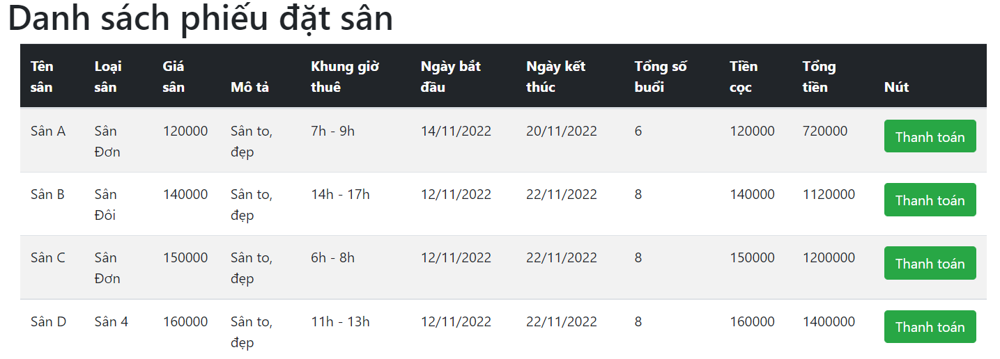 Danh sách phiếu đặt sân
Tên sân Loại sân Giá sân Mô tả Khung giờ thuê Ngày bắt đầu Ngày kết thúc Tổng số buổi Tiền cọc Tổng tiền Nút
Sân A Sân Đơn 120000 Sân to, đẹp 7h - 9h 14/11/2022 20/11/2022 6 120000 720000 Thanh toán
Sân B Sân Đôi 140000 Sân to, đẹp 14h - 17h 12/11/2022 22/11/2022 8 140000 1120000 Thanh toán
Sân C Sân Đơn 150000 Sân to, đẹp 6h - 8h 12/11/2022 22/11/2022 8 150000 1200000 Thanh toán
Sân D Sân 4 160000 Sân to, đẹp 11h - 13h 12/11/2022 22/11/2022 8 160000 1400000 Thanh toán